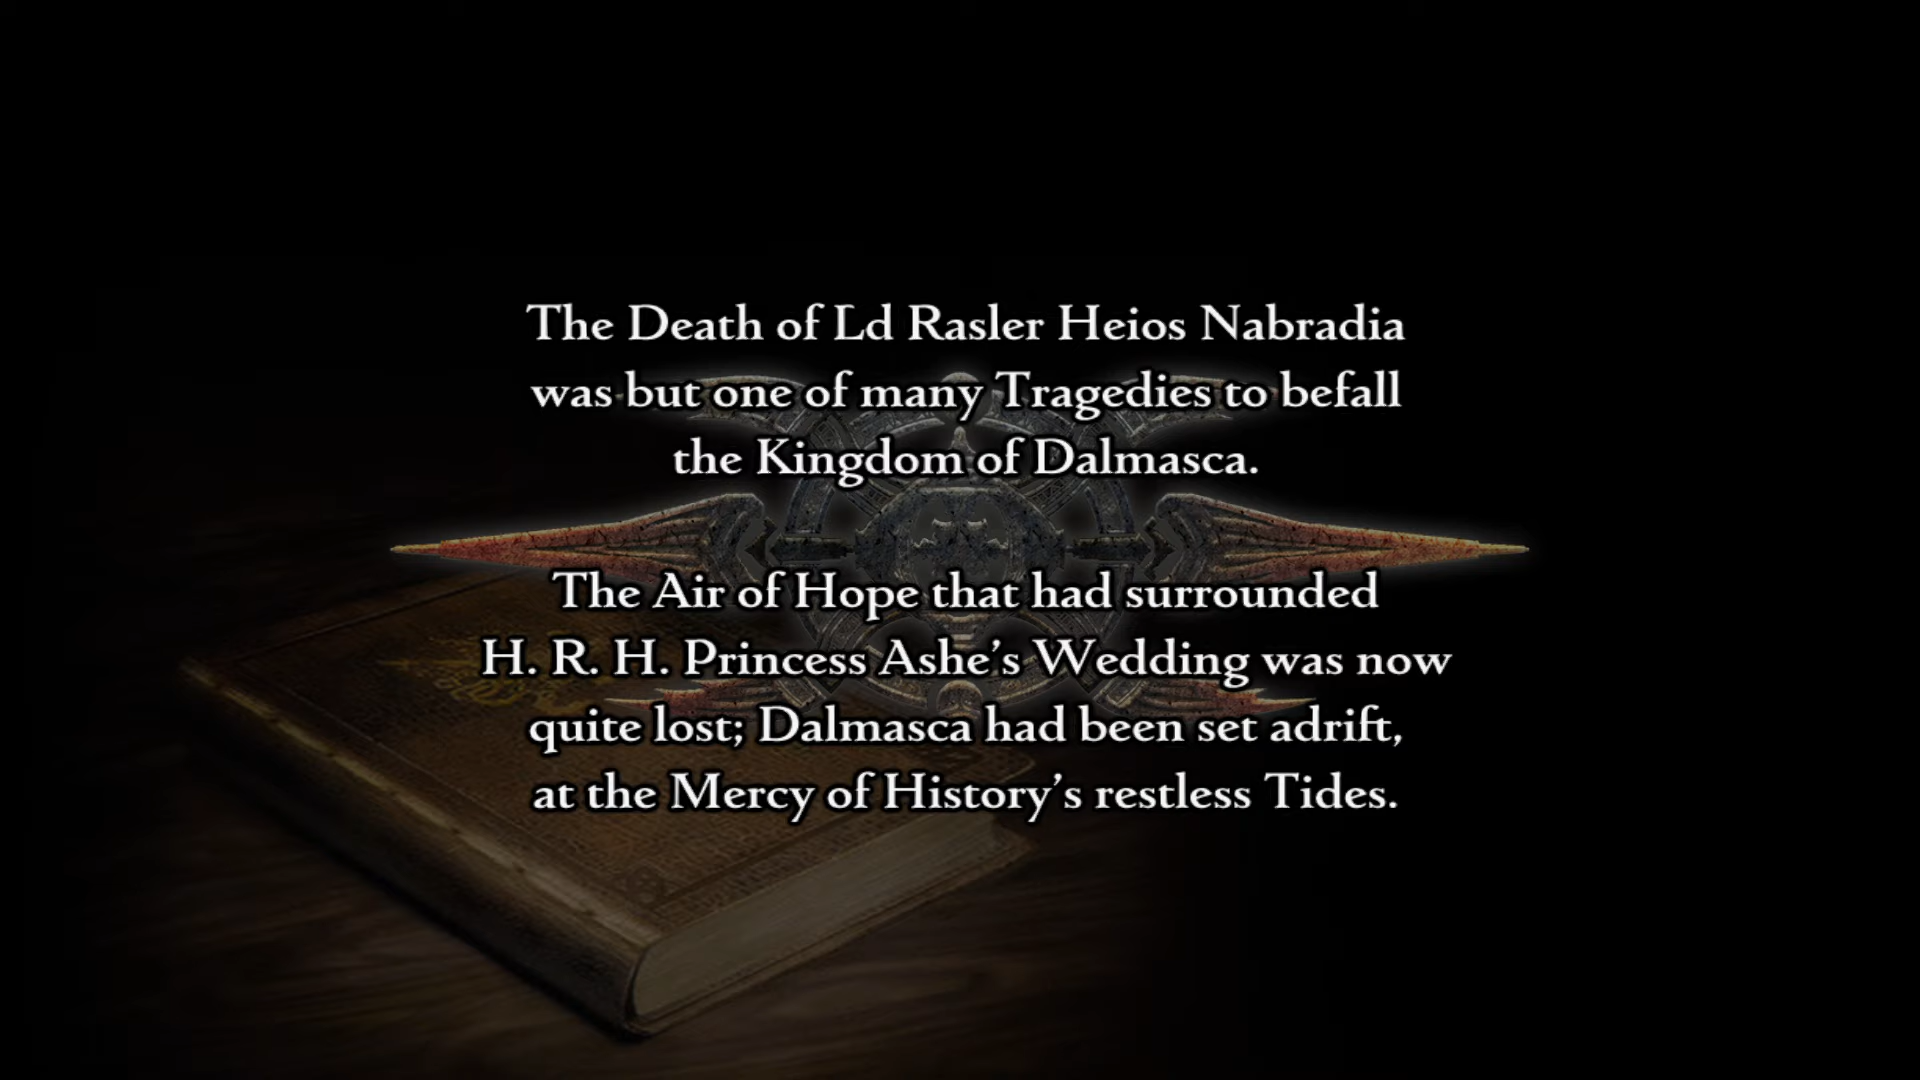 The Death of Ld Rasler Heios Nabradia
was but one of many Tragedies to befall
the Kingdom of Dalmasca.
The Air of Hope that had surrounded
H. R. H. Princess Ashe's Wedding was now
quite lost; Dalmasca had been set adrift,
at the Mercy of History's restless Tides.